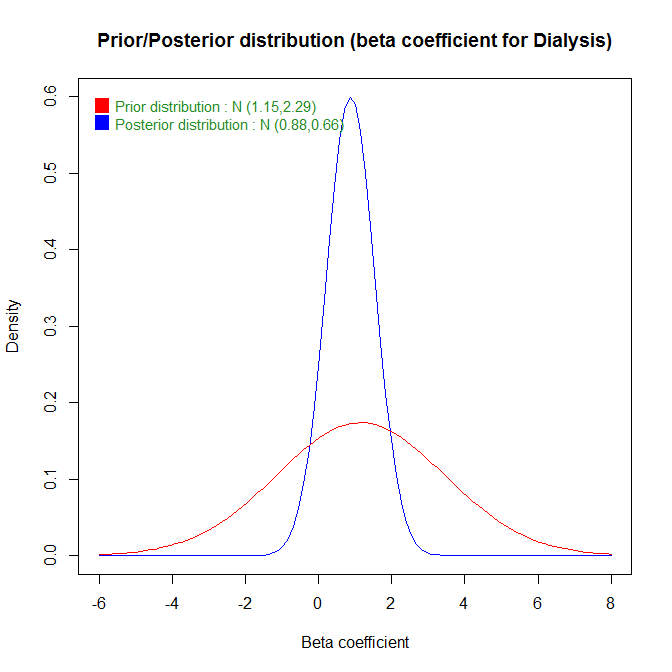 Prior/Posterior distribution (beta coefficient for Dialysis)
Prior distribution : N (1.15,2.29)
Posterior distribution : N (0.88,0.66)
0.6
0.5
0.4
0.3
0.2
0.1
0.0
Density
-6 -4 -2 0 2 4 6 8
Beta coefficient